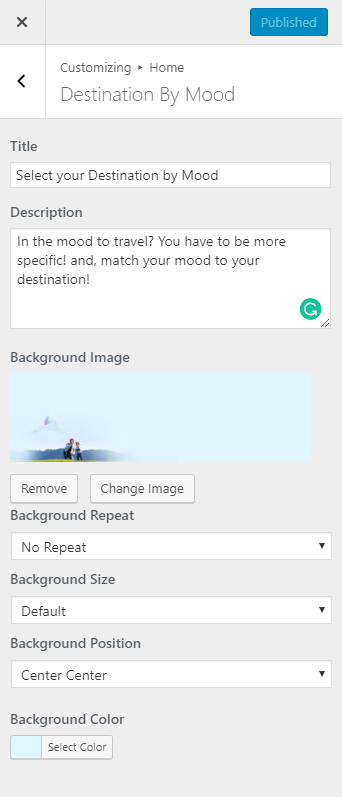 Published
Customizing ▸ Home
Destination By Mood
Title
Select your Destination by Mood
Description
In the mood to travel? You have to be more
specific! and, match your mood to your
destination!
Background Image
Remove
Change Image
Background Repeat
No Repeat
Background Size
Default
Background Position
Center Center
Background Color
Select Color